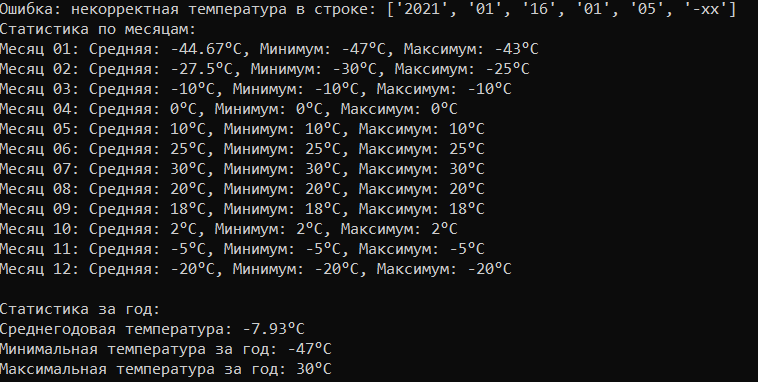 Ошибка: некорректная температура в строке: ['2021', '01', '16', '01', '05', '-xx']
Статистика по месяцам:
Месяц 01: Средняя: -44.67°C, Минимум: -47°C, Максимум: -43°C
Месяц 02: Средняя: -27.5°C, Минимум: -30°C, Максимум: -25°C
Месяц 03: Средняя: -10°C, Минимум: -10°C, Максимум: -10°C
Месяц 04: Средняя: 0°C, Минимум: 0°C, Максимум: 0°C
Месяц 05: Средняя: 10°C, Минимум: 10°C, Максимум: 10°C
Месяц 06: Средняя: 25°C, Минимум: 25°C, Максимум: 25°C
Месяц 07: Средняя: 30°C, Минимум: 30°C, Максимум: 30°C
Месяц 08: Средняя: 20°C, Минимум: 20°C, Максимум: 20°C
Месяц 09: Средняя: 18°C, Минимум: 18°C, Максимум: 18°C
Месяц 10: Средняя: 2°C, Минимум: 2°C, Максимум: 2°C
Месяц 11: Средняя: -5°C, Минимум: -5°C, Максимум: -5°C
Месяц 12: Средняя: -20°C, Минимум: -20°C, Максимум: -20°C

Статистика за год:
Среднегодовая температура: -7.93°C
Минимальная температура за год: -47°C
Максимальная температура за год: 30°C